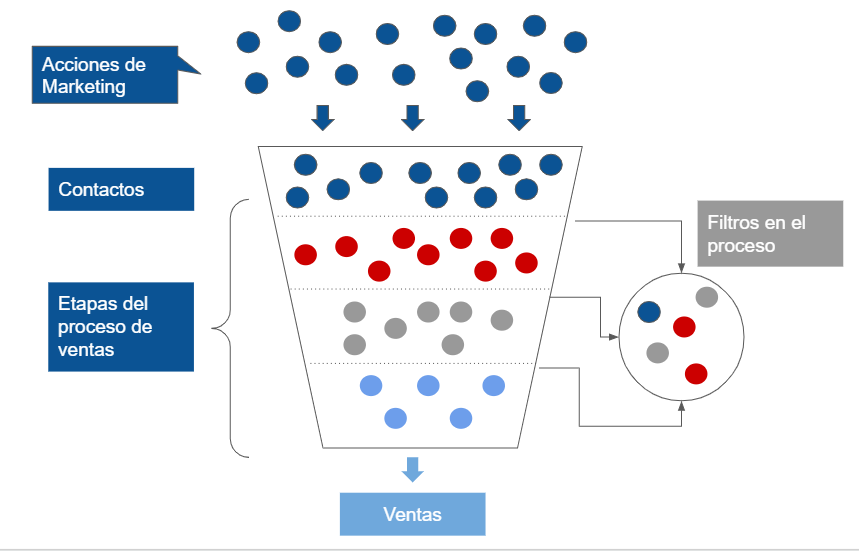 Acciones de
Marketing
Contactos
Filtros en el
proceso
Etapas del
proceso de
ventas
Ventas